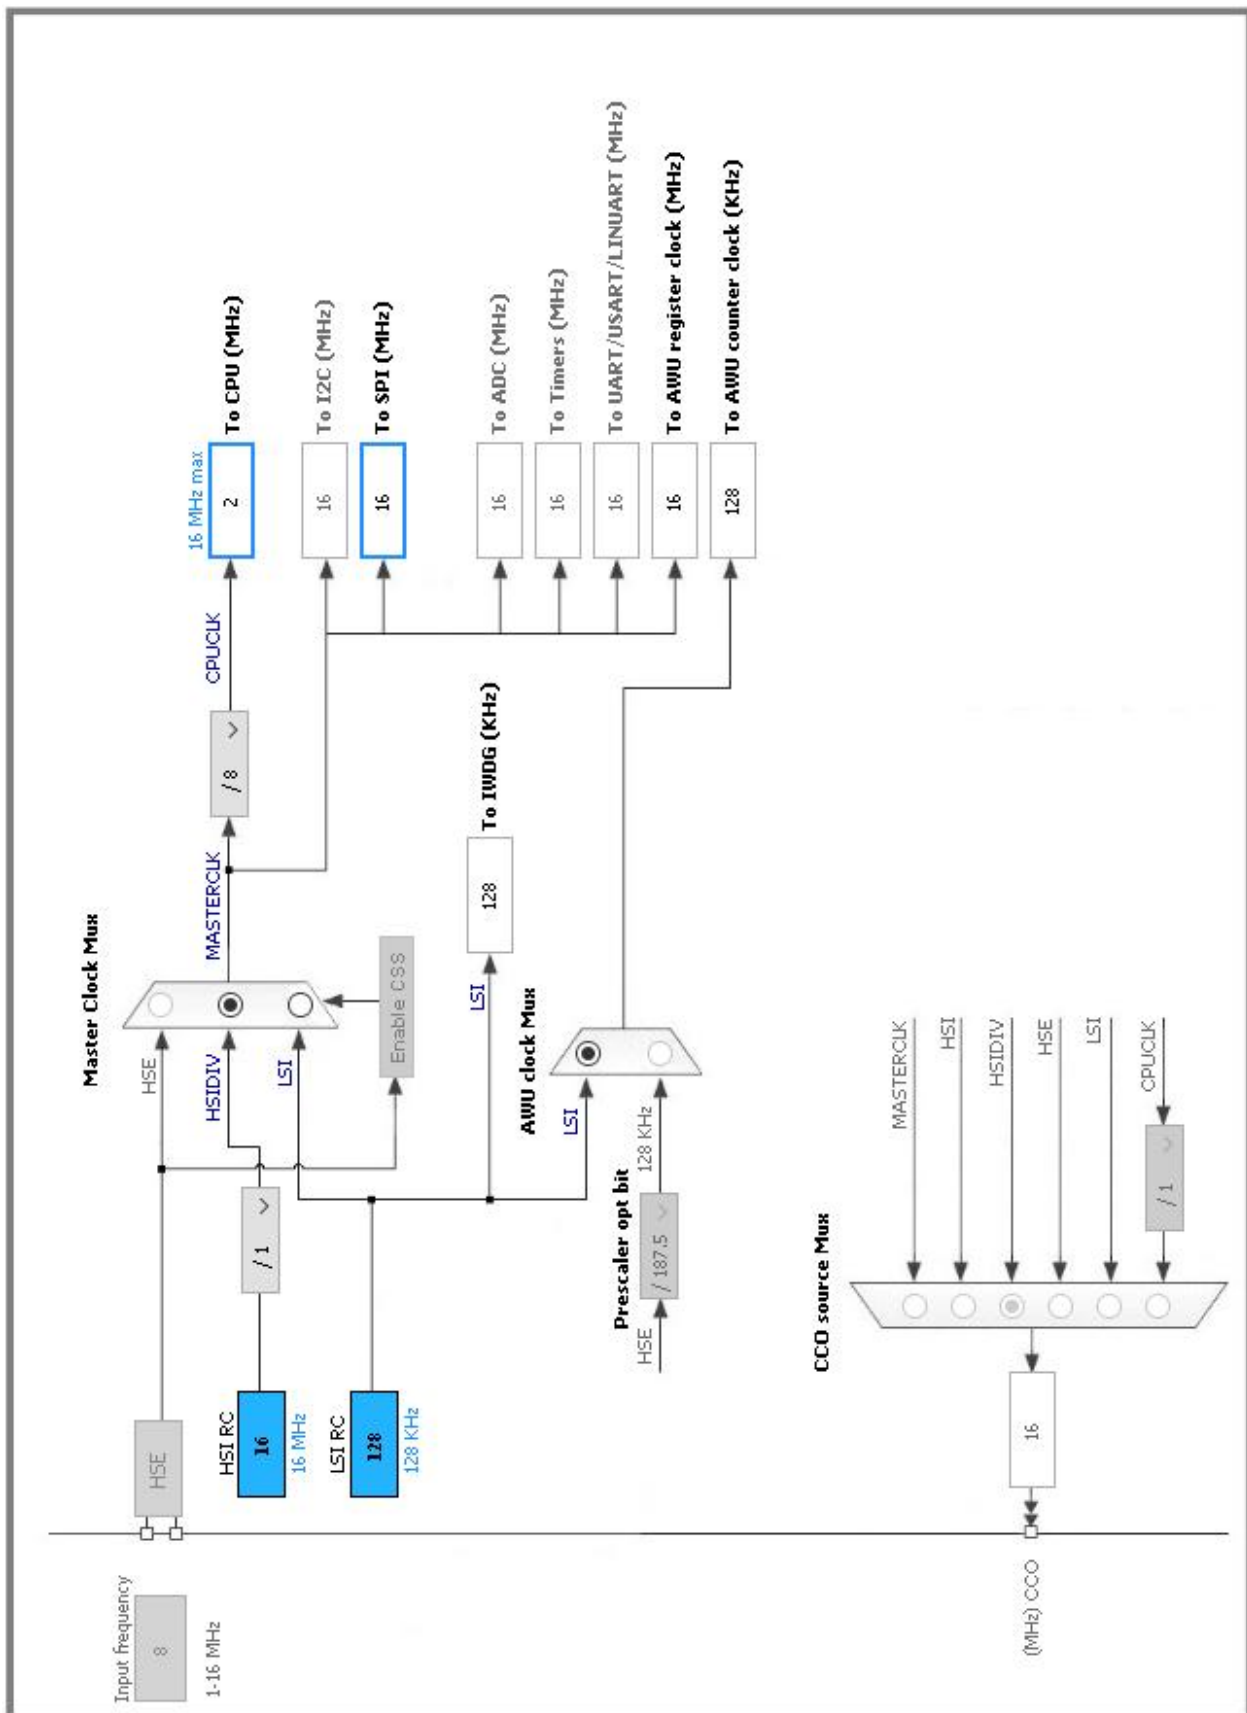 Input frequency
8
1-16 MHz
HSE
HSI RC
16
16 MHz
LSI RC
128
128 KHz
/ 1
HSE
HSIDIV
LSI
Master Clock Mux
Enable CSS
MASTERCLK
/ 8
CPUCLK
16 MHz max
2
To CPU (MHz)
16
To I2C (MHz)
16
To SPI (MHz)
16
To ADC (MHz)
16
To Timers (MHz)
16
To UART/USART/LINUART (MHz)
16
To AWU register clock (MHz)
128
To AWU counter clock (KHz)
LSI
128
To IWDG (KHz)
AWU clock Mux
LSI
Prescaler opt bit
HSE
/ 187.5
128 KHz
CCO source Mux
MASTERCLK
HSI
HSIDIV
HSE
LSI
CPUCLK
/ 1
16
(MHz) CCO